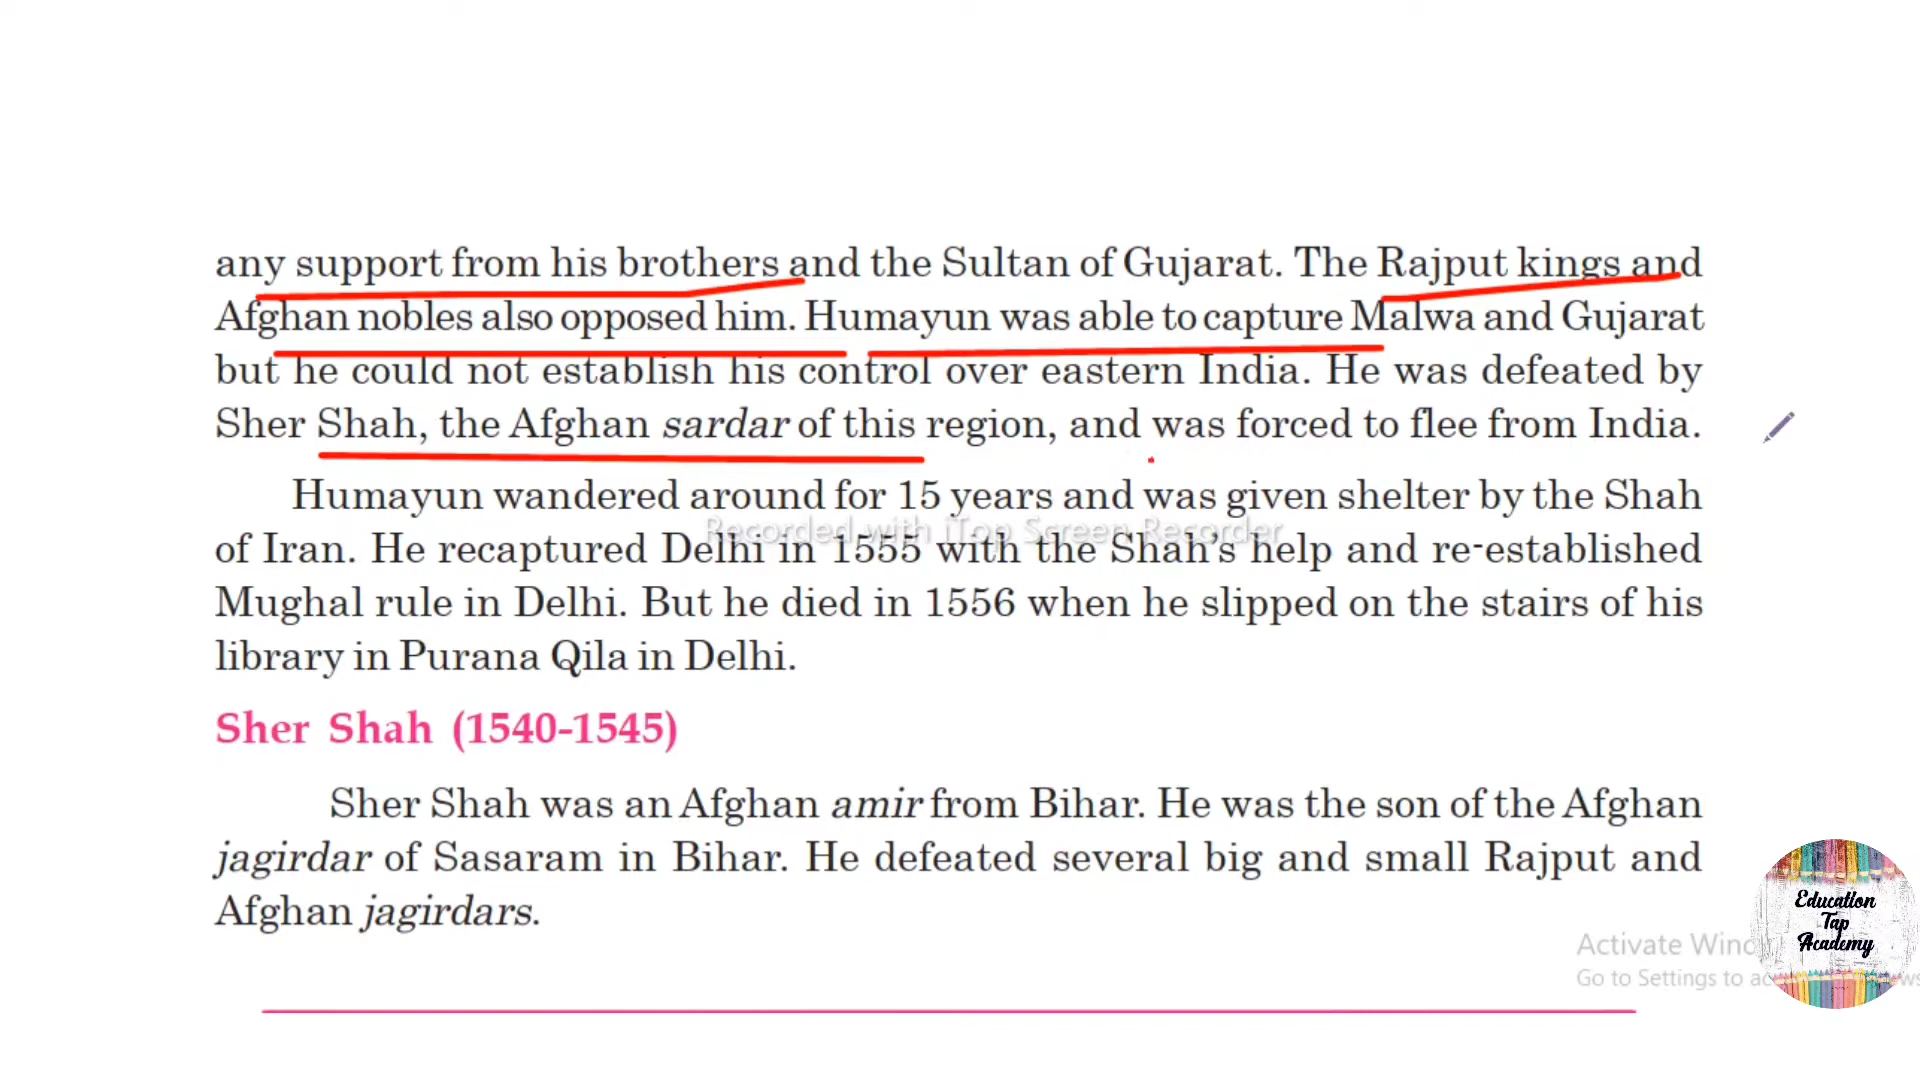 any support from his brothers and the Sultan of Gujarat. The Rajput kings and
Afghan nobles also opposed him. Humayun was able to capture Malwa and Gujarat
but he could not establish his control over eastern India. He was defeated by
Sher Shah, the Afghan sardar of this region, and was forced to flee from India.
Humayun wandered around for 15 years and was given shelter by the Shah
Recorded with iTop Screen Recorder
of Iran. He recaptured Delhi in 1555 with the Shah's help and re-established
Mughal rule in Delhi. But he died in 1556 when he slipped on the stairs of his
library in Purana Qila in Delhi.
Sher Shah (1540-1545)
Sher Shah was an Afghan amir from Bihar. He was the son of the Afghan
jagirdar of Sasaram in Bihar. He defeated several big and small Rajput and
Afghan jagirdars.
Education
Tap
Academy
Activate
Go to Settings to